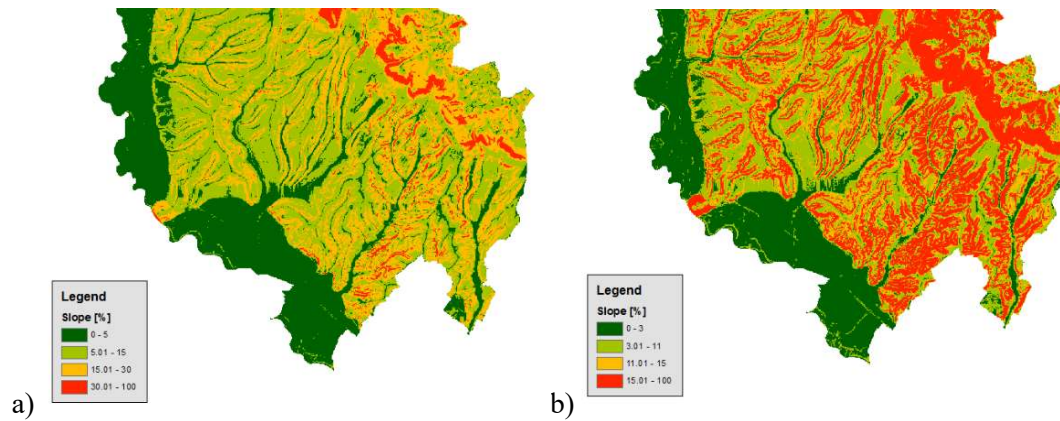 Legend
Slope [%]
0 - 5
5.01 - 15
15.01 - 30
30.01 - 100
a)
Legend
Slope [%]
0 - 3
3.01 - 11
11.01 - 15
15.01 - 100
b)